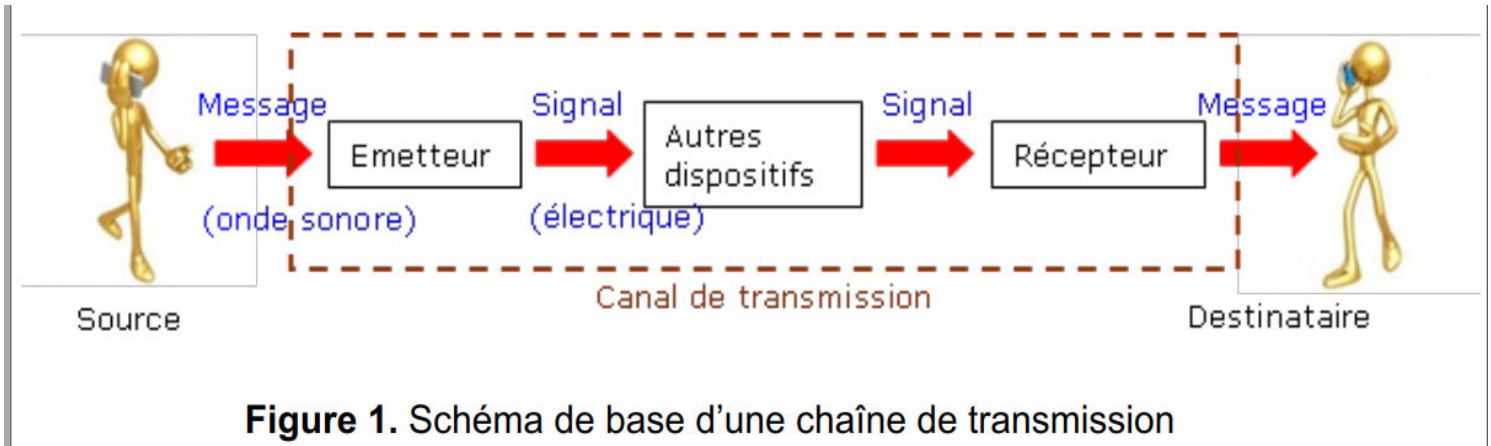 Message
Signal
Signal
Message
Emetteur
Autres
dispositifs
Récepteur
(onde sonore)
(électrique)
Canal de transmission
Source
Destinataire
Figure 1. Schéma de base d'une chaîne de transmission